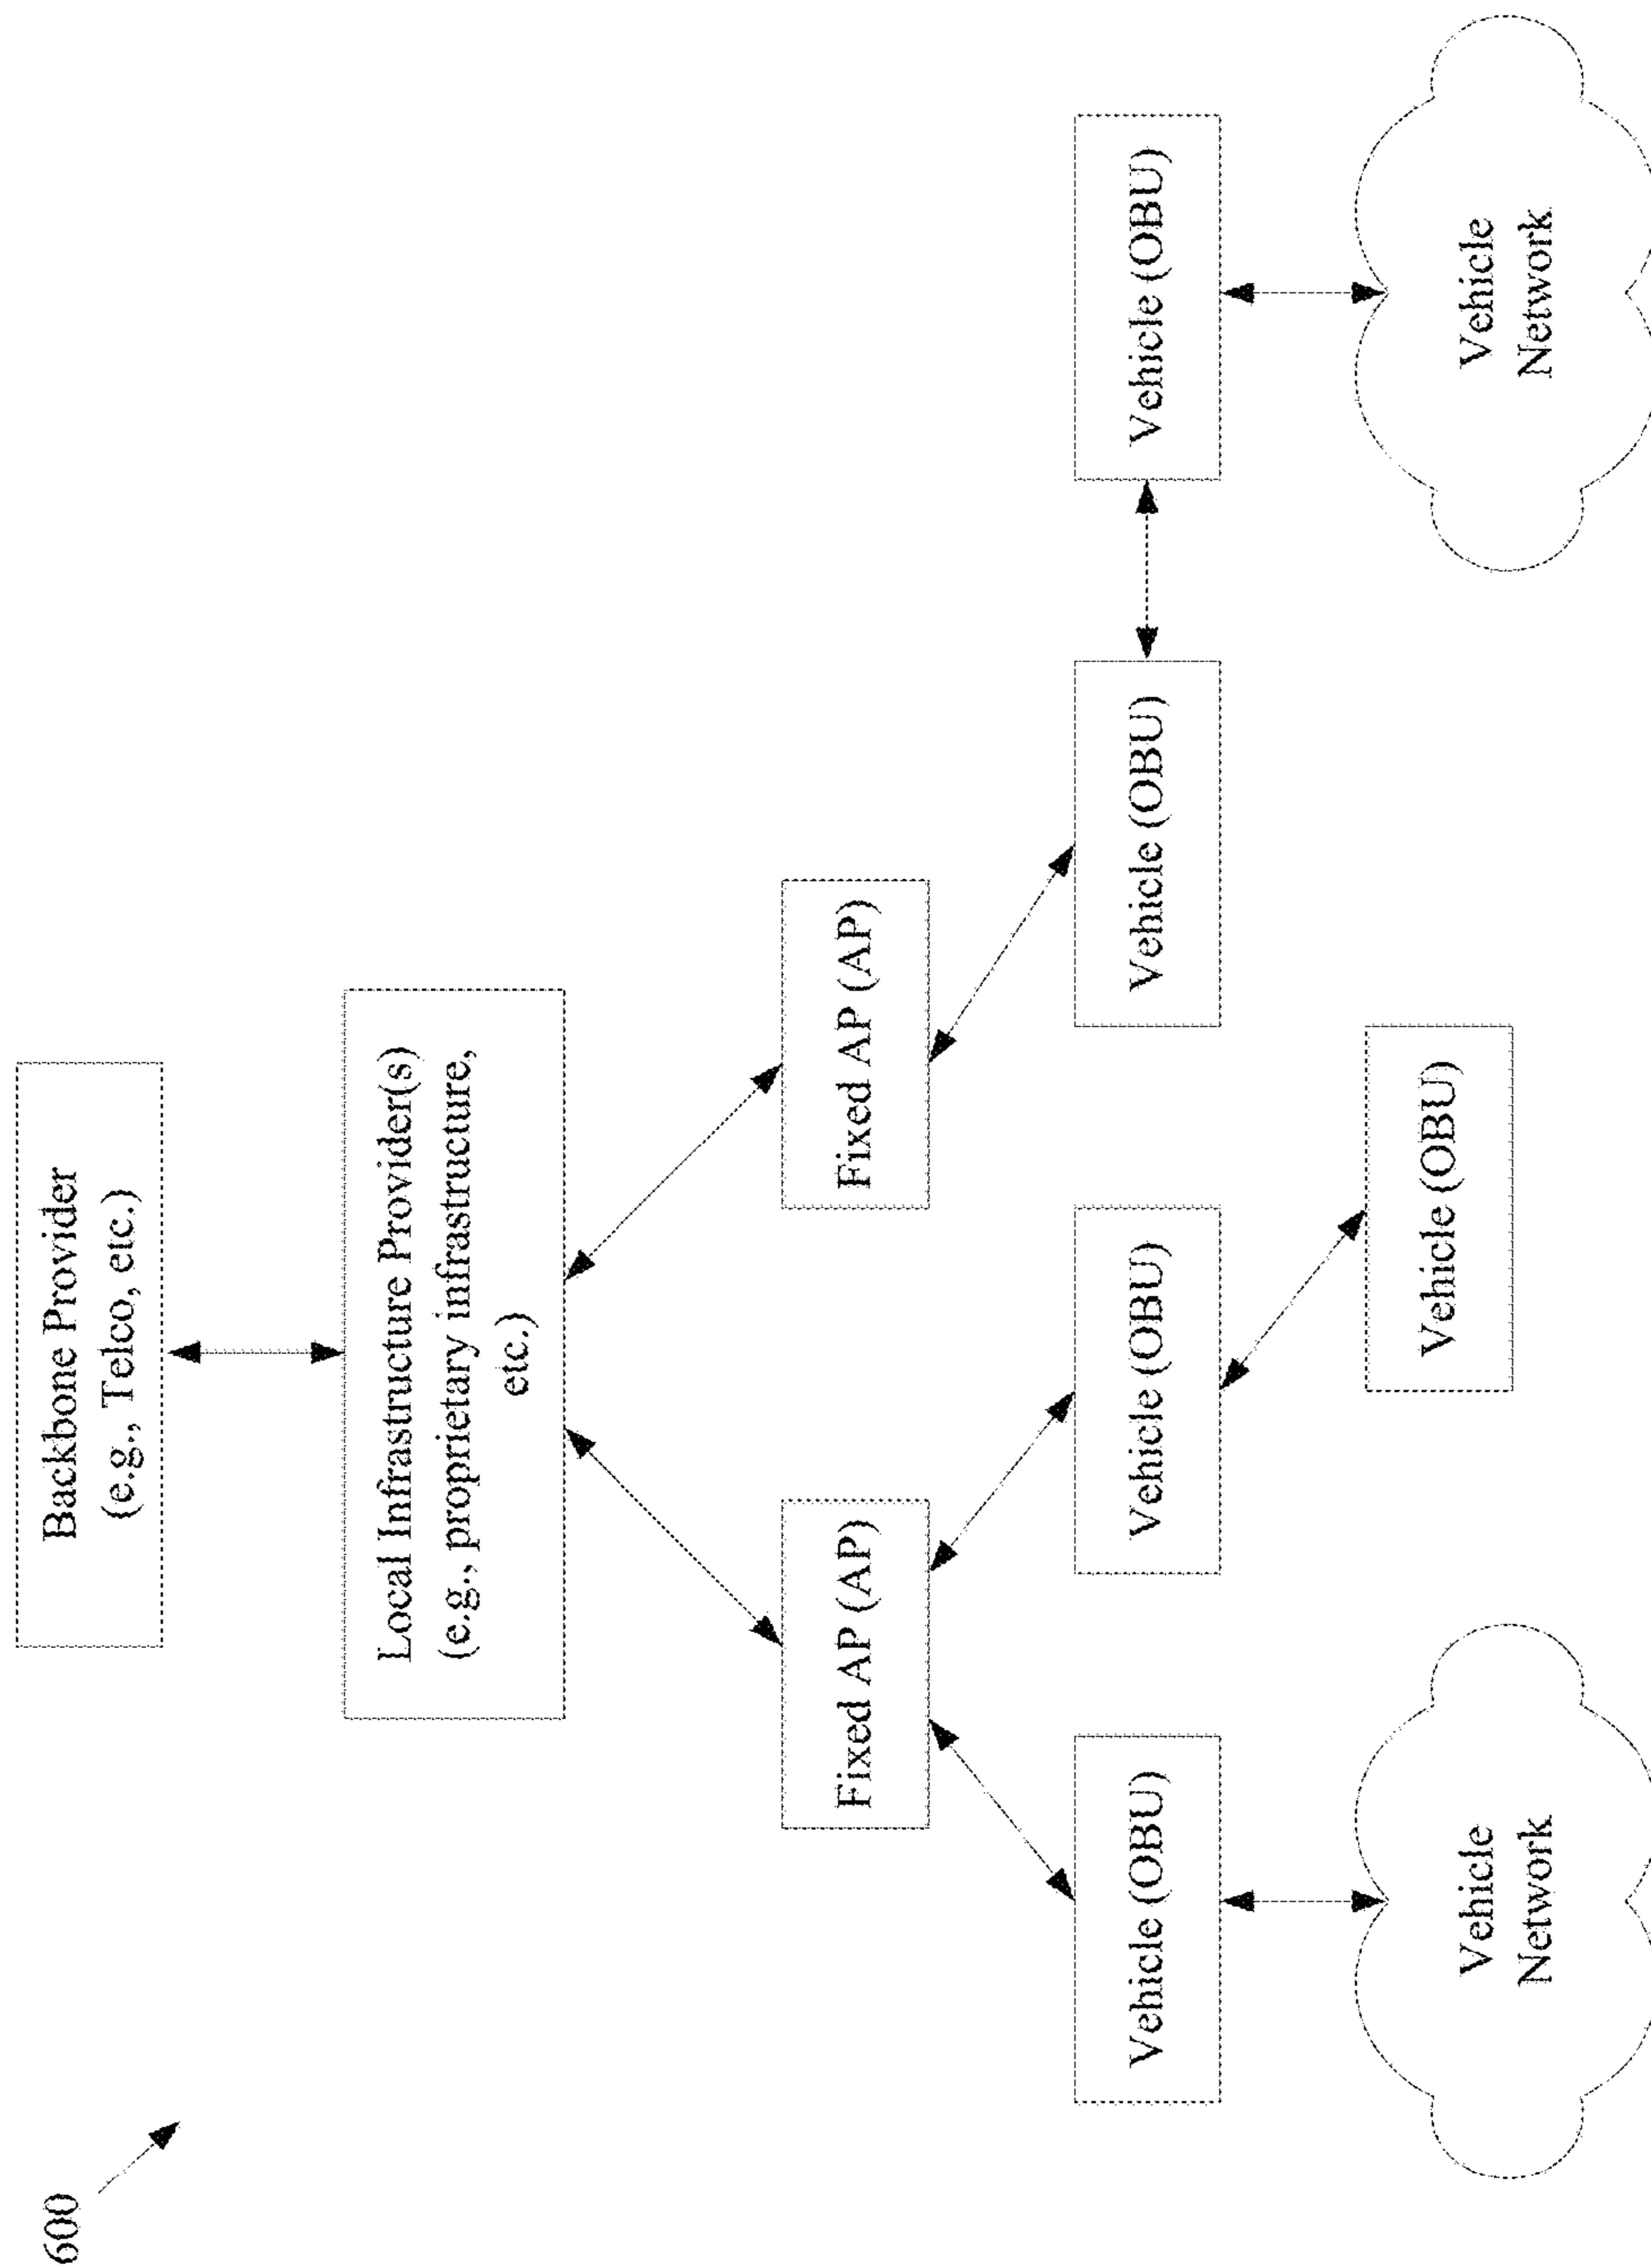 600
Backbone Provider
(e.g., Telco, etc.)
Local Infrastructure Provider(s)
(e.g., proprietary infrastructure,
etc.)
Fixed AP (AP)
Fixed AP (AP)
Vehicle (OBU)
Vehicle (OBU)
Vehicle (OBU)
Vehicle (OBU)
Vehicle (OBU)
Vehicle
Network
Vehicle
Network